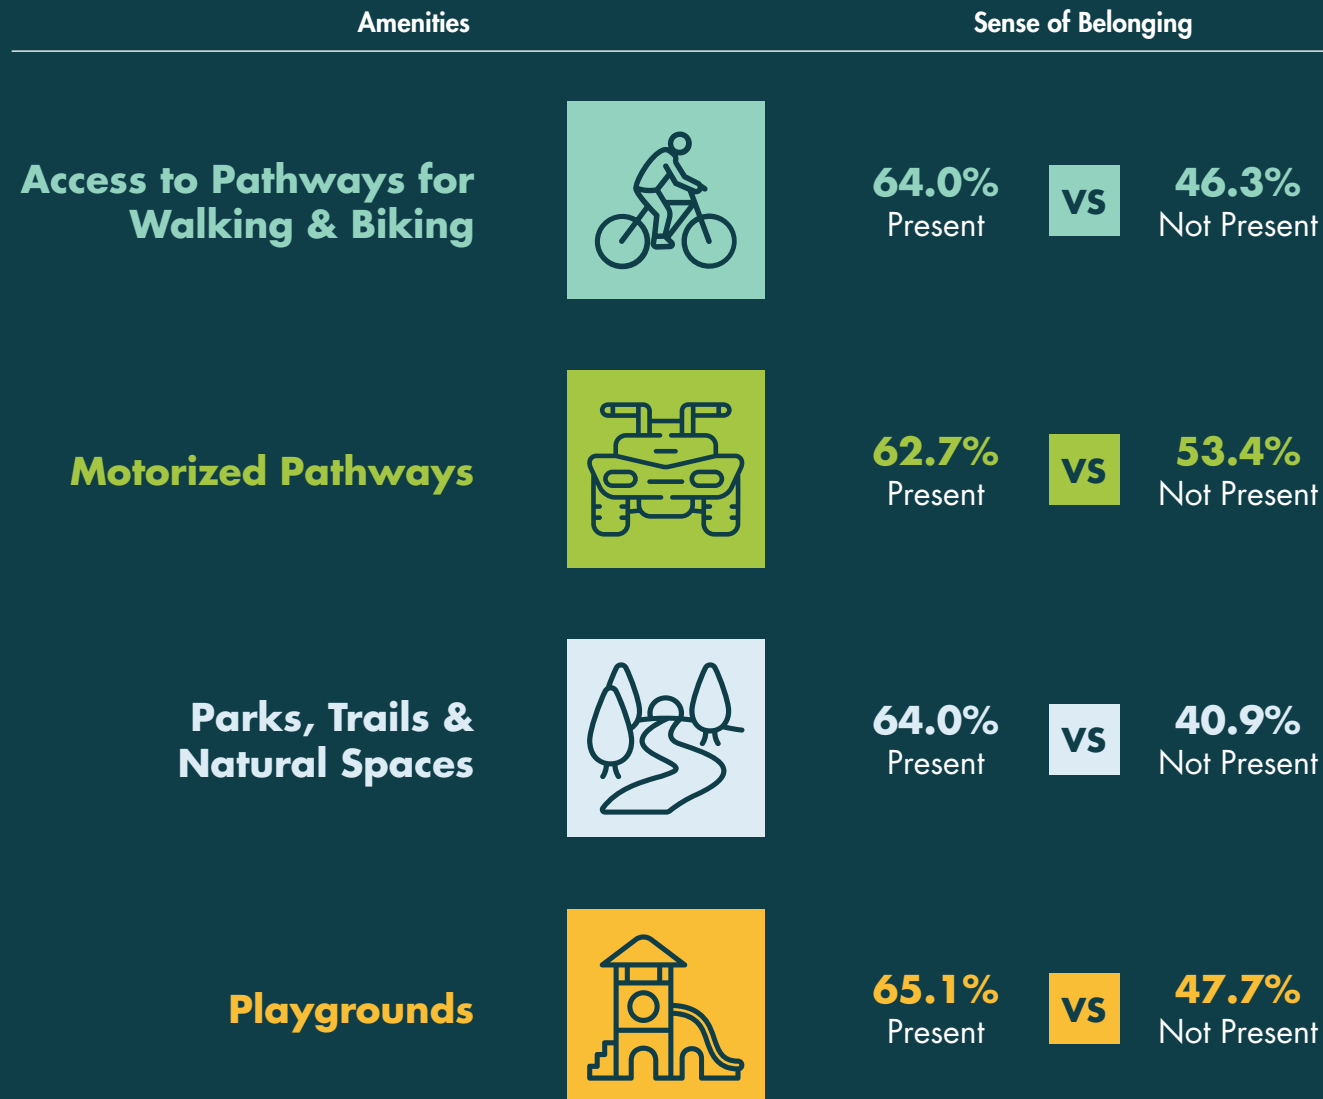 Amenities
Sense of Belonging
Access to Pathways for
Walking & Biking
64.0%
Present
VS
46.3%
Not Present
Motorized Pathways
62.7%
Present
VS
53.4%
Not Present
Parks, Trails &
Natural Spaces
64.0%
Present
VS
40.9%
Not Present
Playgrounds
65.1%
Present
VS
47.7%
Not Present